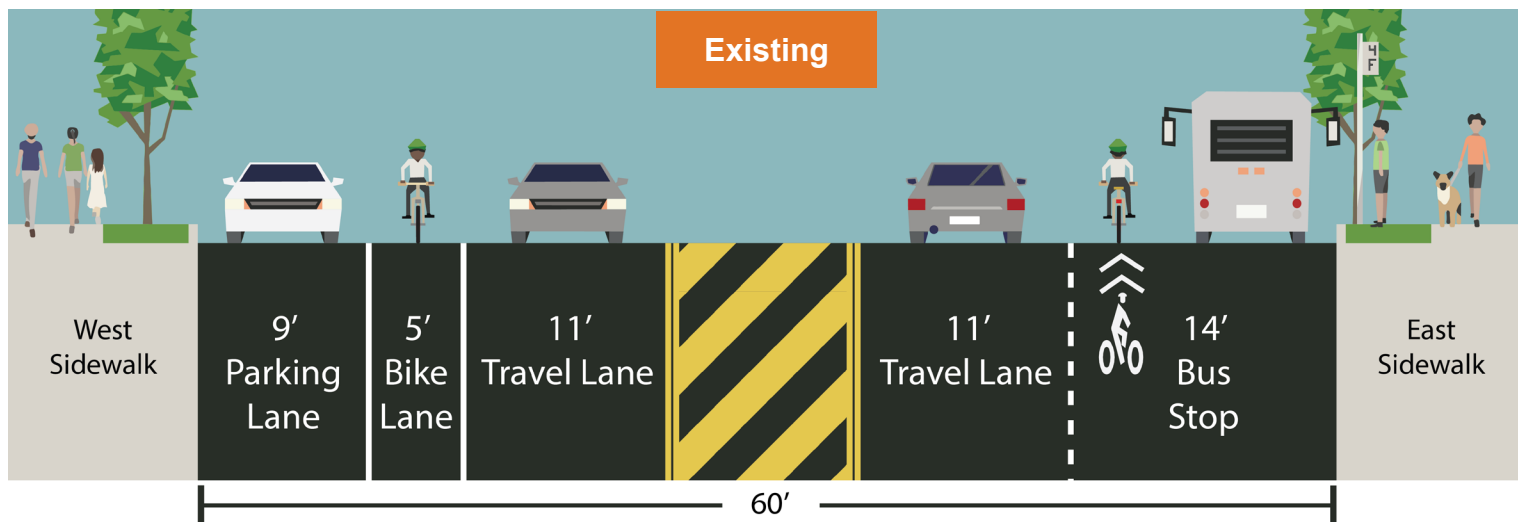 Existing
4
F
West
Sidewalk
9’
Parking
Lane
5’
Bike
Lane
11’
Travel Lane
11’
Travel Lane
14’
Bus
Stop
East
Sidewalk
60’